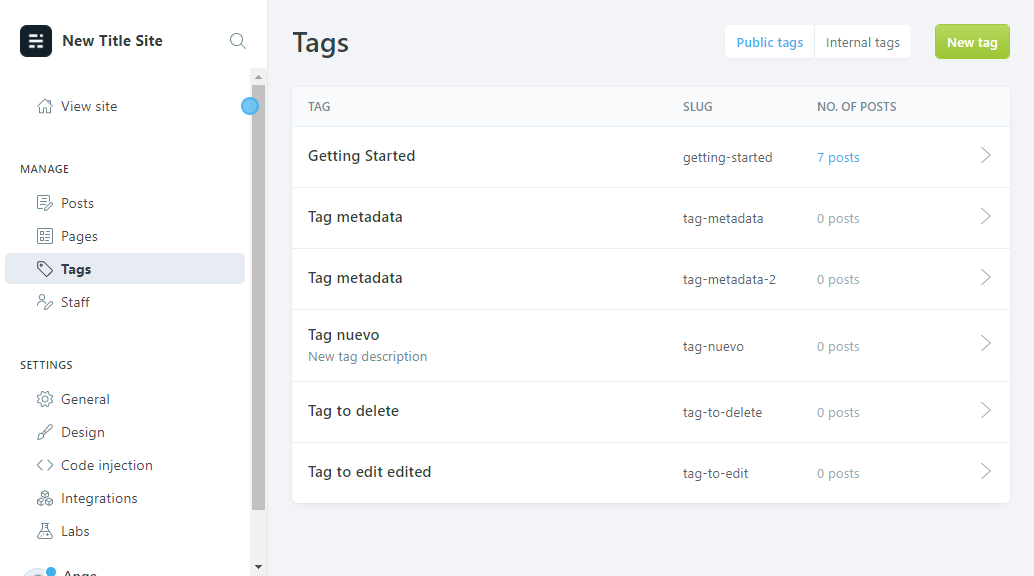 New Title Site
View site
MANAGE
Posts
Pages
Tags
Staff
SETTINGS
General
Design
Code injection
Integrations
Labs
Tags
Public tags Internal tags New tag
TAG SLUG NO. OF POSTS
Getting Started getting-started 7 posts
Tag metadata tag-metadata 0 posts
Tag metadata tag-metadata-2 0 posts
Tag nuevo tag-nuevo 0 posts
New tag description
Tag to delete tag-to-delete 0 posts
Tag to edit edited tag-to-edit 0 posts